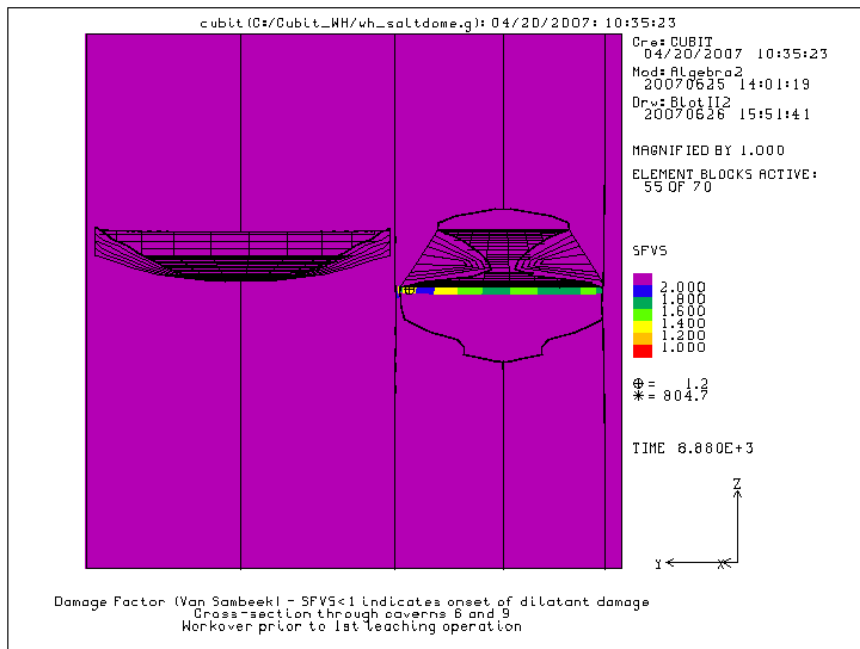 cubit(C:/Cubit_WH/wh_saltdome.g): 04/20/2007: 10:35:23
Cre: CUBIT
04/20/2007 10:35:23
Mod: Algebra2
20070625 14:01:19
Drw: BlotII2
20070626 15:51:41
MAGNIFIED BY 1.000
ELEMENT BLOCKS ACTIVE:
55 OF 70
SFVS
2.000
1.800
1.600
1.400
1.200
1.000
⊕ = 1.2
* = 804.7
TIME 8.880E+3
Z
Y
X
Damage Factor (Van Sambeek) - SFVS<1 indicates onset of dilatant damage
Cross-section through caverns 6 and 9
Workover prior to 1st leaching operation